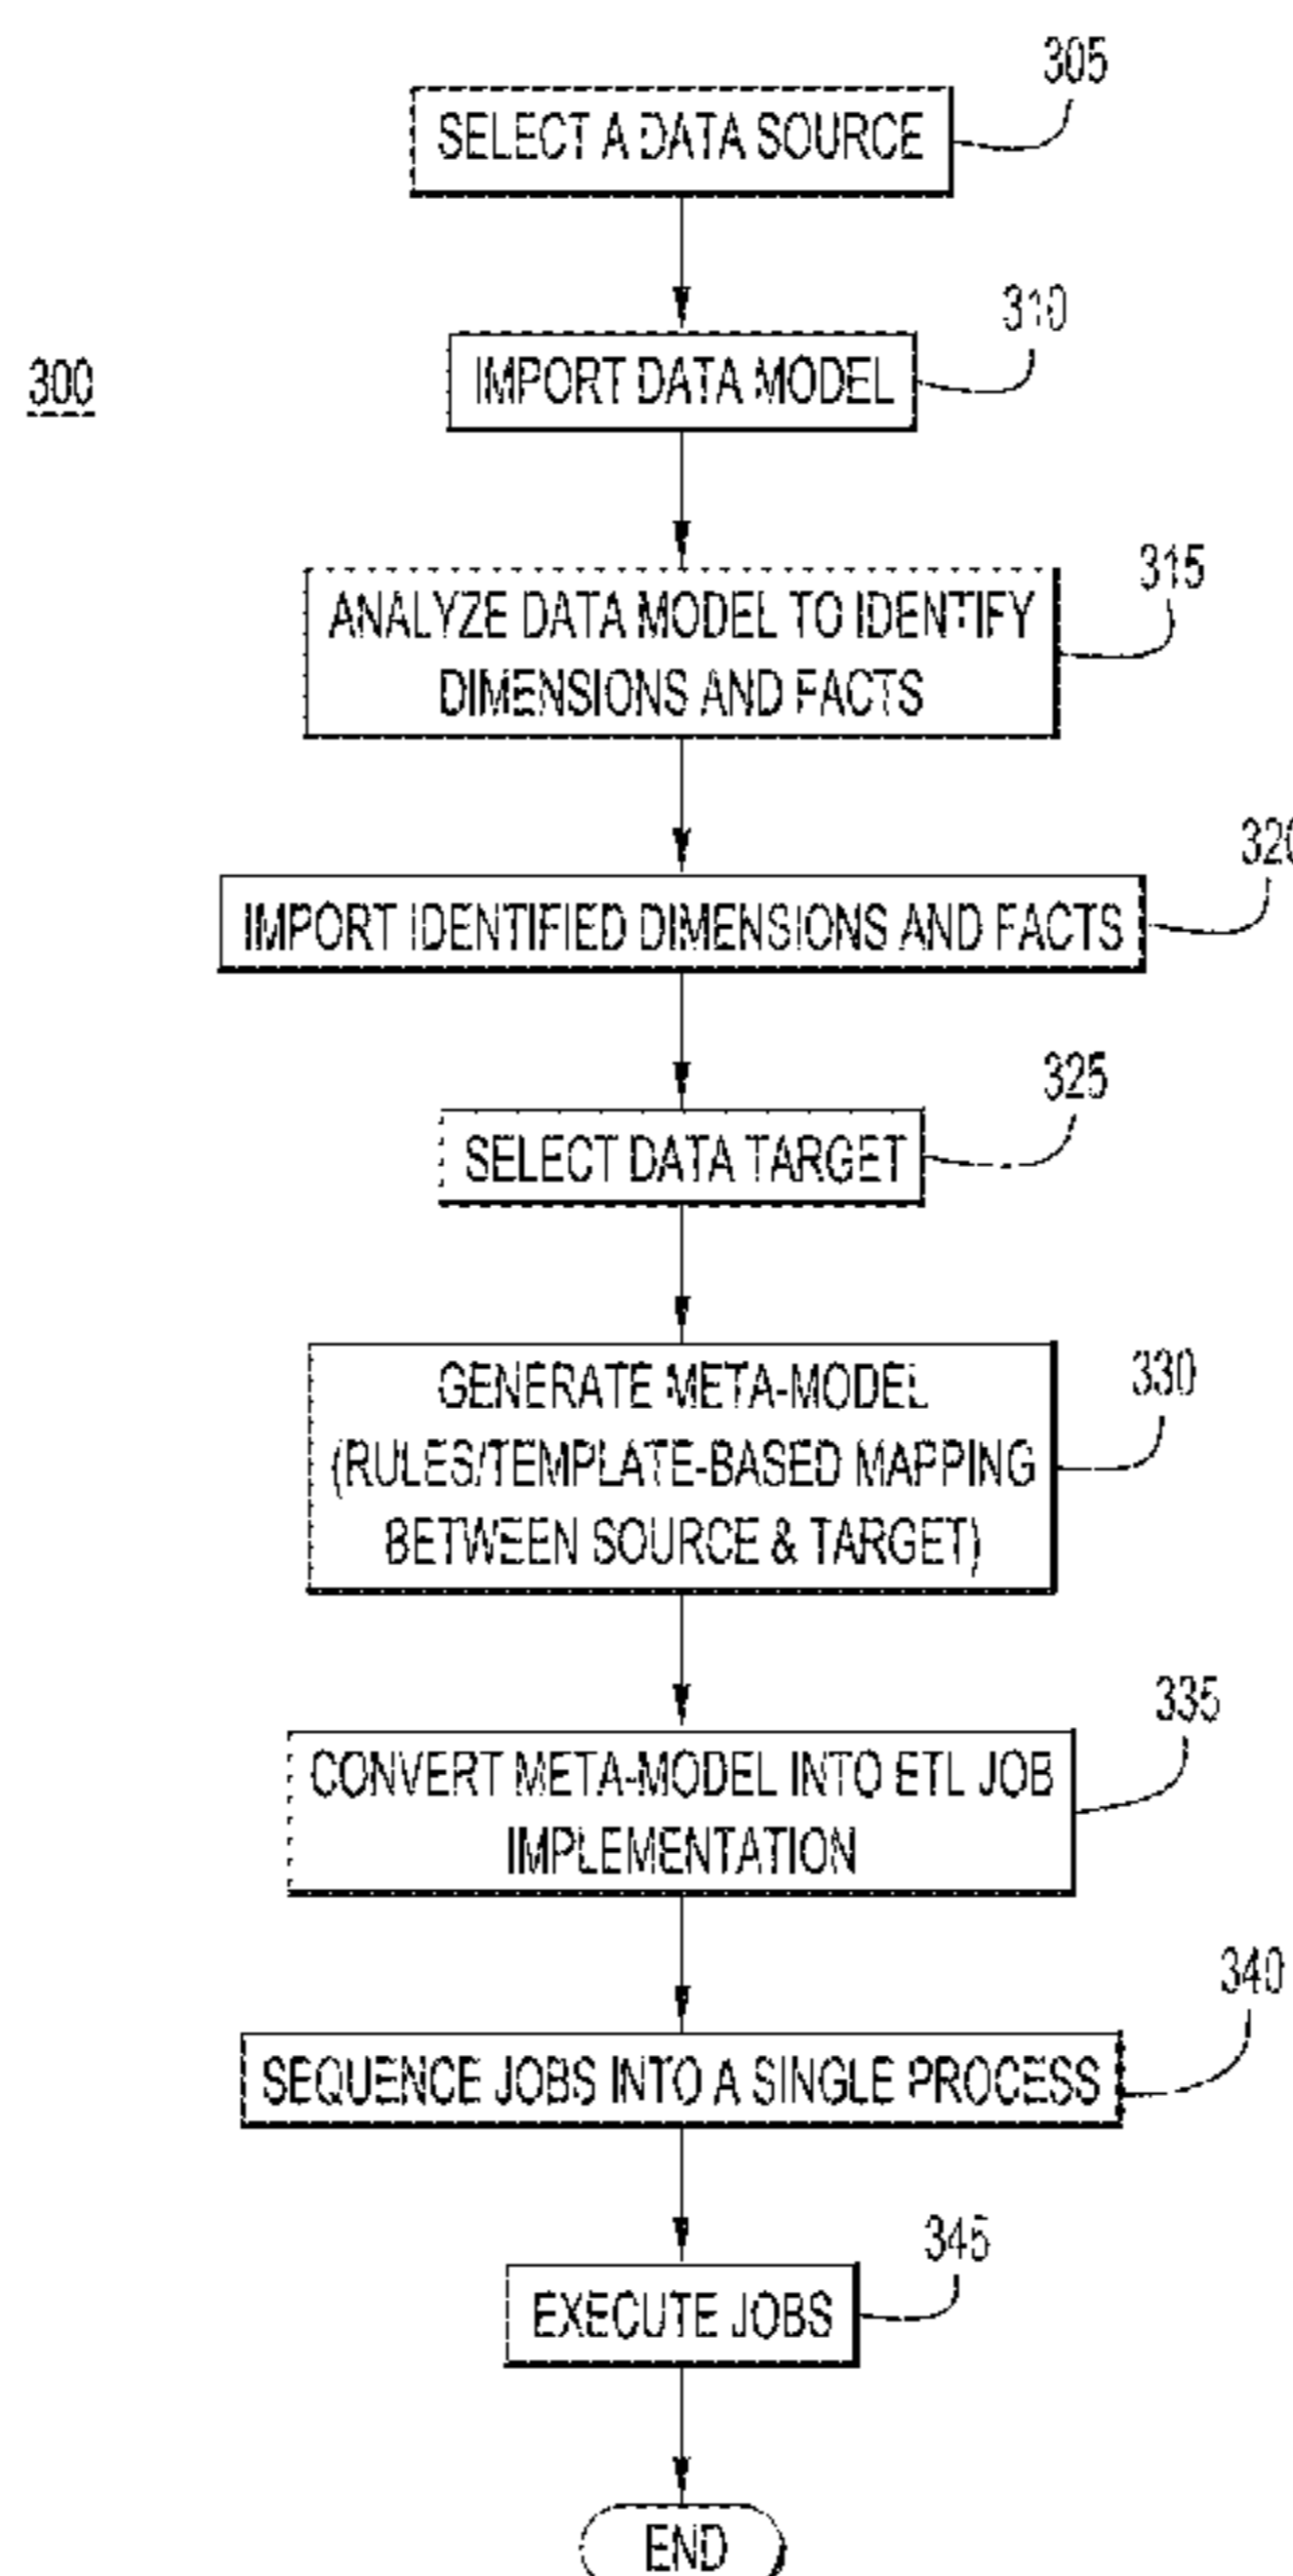 305
SELECT A DATA SOURCE
310
IMPORT DATA MODEL
300
315
ANALYZE DATA MODEL TO IDENTIFY
DIMENSIONS AND FACTS
320
IMPORT IDENTIFIED DIMENSIONS AND FACTS
325
SELECT DATA TARGET
330
GENERATE META-MODEL
(RULES/TEMPLATE-BASED MAPPING
BETWEEN SOURCE & TARGET)
335
CONVERT META-MODEL INTO ETL JOB
IMPLEMENTATION
340
SEQUENCE JOBS INTO A SINGLE PROCESS
345
EXECUTE JOBS
END